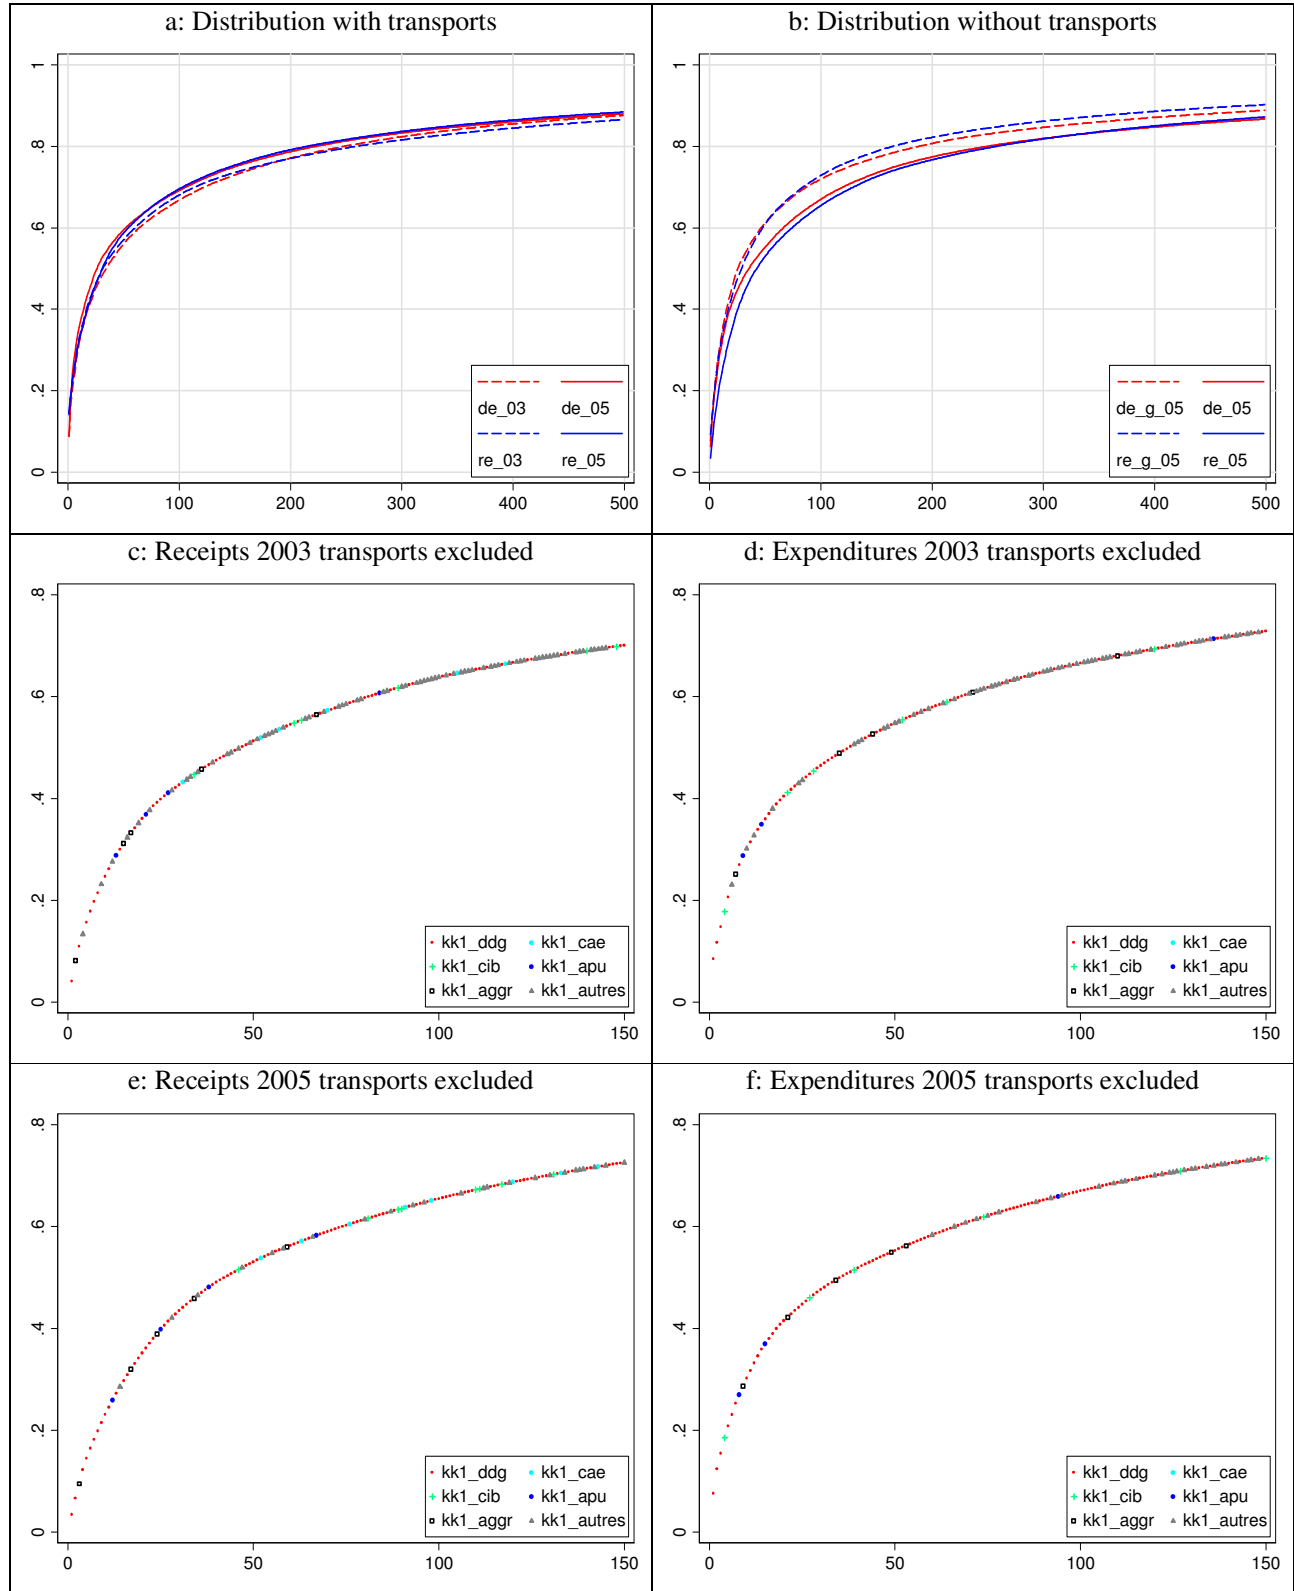 a: Distribution with transports
1
.8
.6
.4
.2
0
0 100 200 300 400 500
de_03 de_05
re_03 re_05
b: Distribution without transports
1
.8
.6
.4
.2
0
0 100 200 300 400 500
de_g_05 de_05
re_g_05 re_05
c: Receipts 2003 transports excluded
.8
.6
.4
.2
0
0 50 100 150
kk1_ddg kk1_cae
kk1_cib kk1_apu
kk1_aggr kk1_autres
d: Expenditures 2003 transports excluded
.8
.6
.4
.2
0
0 50 100 150
kk1_ddg kk1_cae
kk1_cib kk1_apu
kk1_aggr kk1_autres
e: Receipts 2005 transports excluded
.8
.6
.4
.2
0
0 50 100 150
kk1_ddg kk1_cae
kk1_cib kk1_apu
kk1_aggr kk1_autres
f: Expenditures 2005 transports excluded
.8
.6
.4
.2
0
0 50 100 150
kk1_ddg kk1_cae
kk1_cib kk1_apu
kk1_aggr kk1_autres